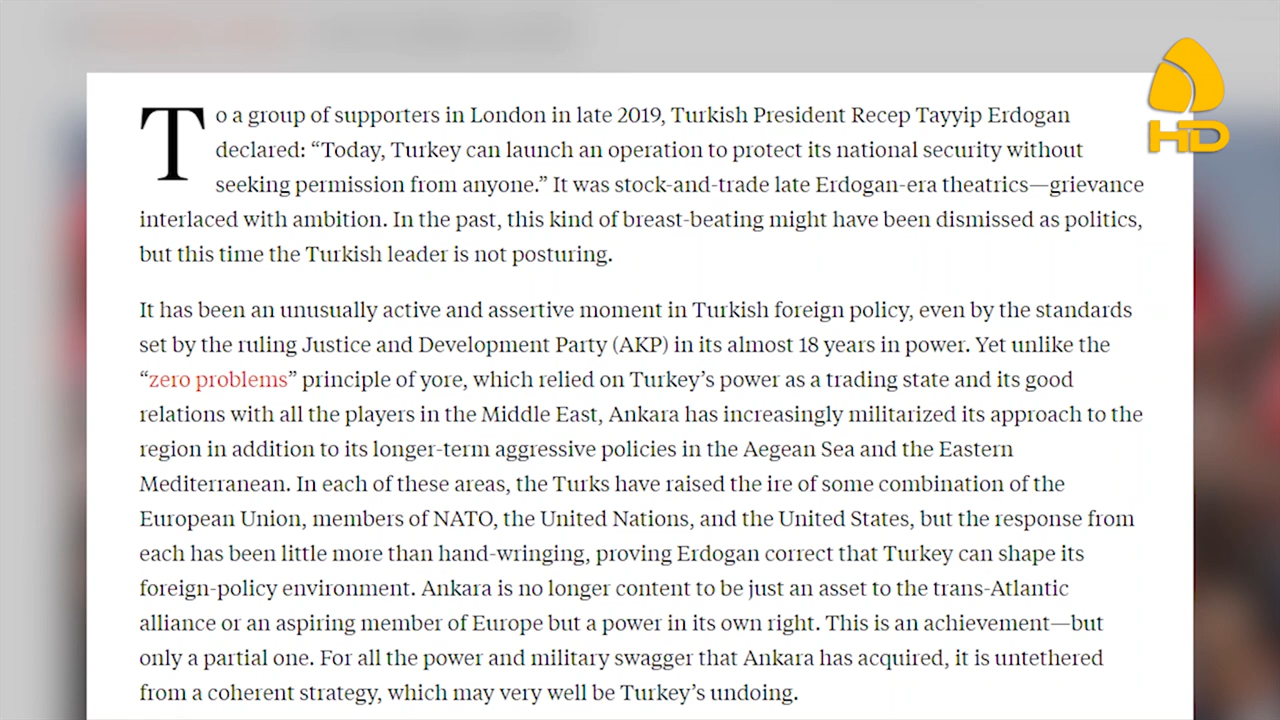 To a group of supporters in London in late 2019, Turkish President Recep Tayyip Erdogan
declared: “Today, Turkey can launch an operation to protect its national security without
seeking permission from anyone.” It was stock-and-trade late Erdogan-era theatrics—grievance
interlaced with ambition. In the past, this kind of breast-beating might have been dismissed as politics,
but this time the Turkish leader is not posturing.
It has been an unusually active and assertive moment in Turkish foreign policy, even by the standards
set by the ruling Justice and Development Party (AKP) in its almost 18 years in power. Yet unlike the
“zero problems” principle of yore, which relied on Turkey’s power as a trading state and its good
relations with all the players in the Middle East, Ankara has increasingly militarized its approach to the
region in addition to its longer-term aggressive policies in the Aegean Sea and the Eastern
Mediterranean. In each of these areas, the Turks have raised the ire of some combination of the
European Union, members of NATO, the United Nations, and the United States, but the response from
each has been little more than hand-wringing, proving Erdogan correct that Turkey can shape its
foreign-policy environment. Ankara is no longer content to be just an asset to the trans-Atlantic
alliance or an aspiring member of Europe but a power in its own right. This is an achievement—but
only a partial one. For all the power and military swagger that Ankara has acquired, it is untethered
from a coherent strategy, which may very well be Turkey’s undoing.
HD